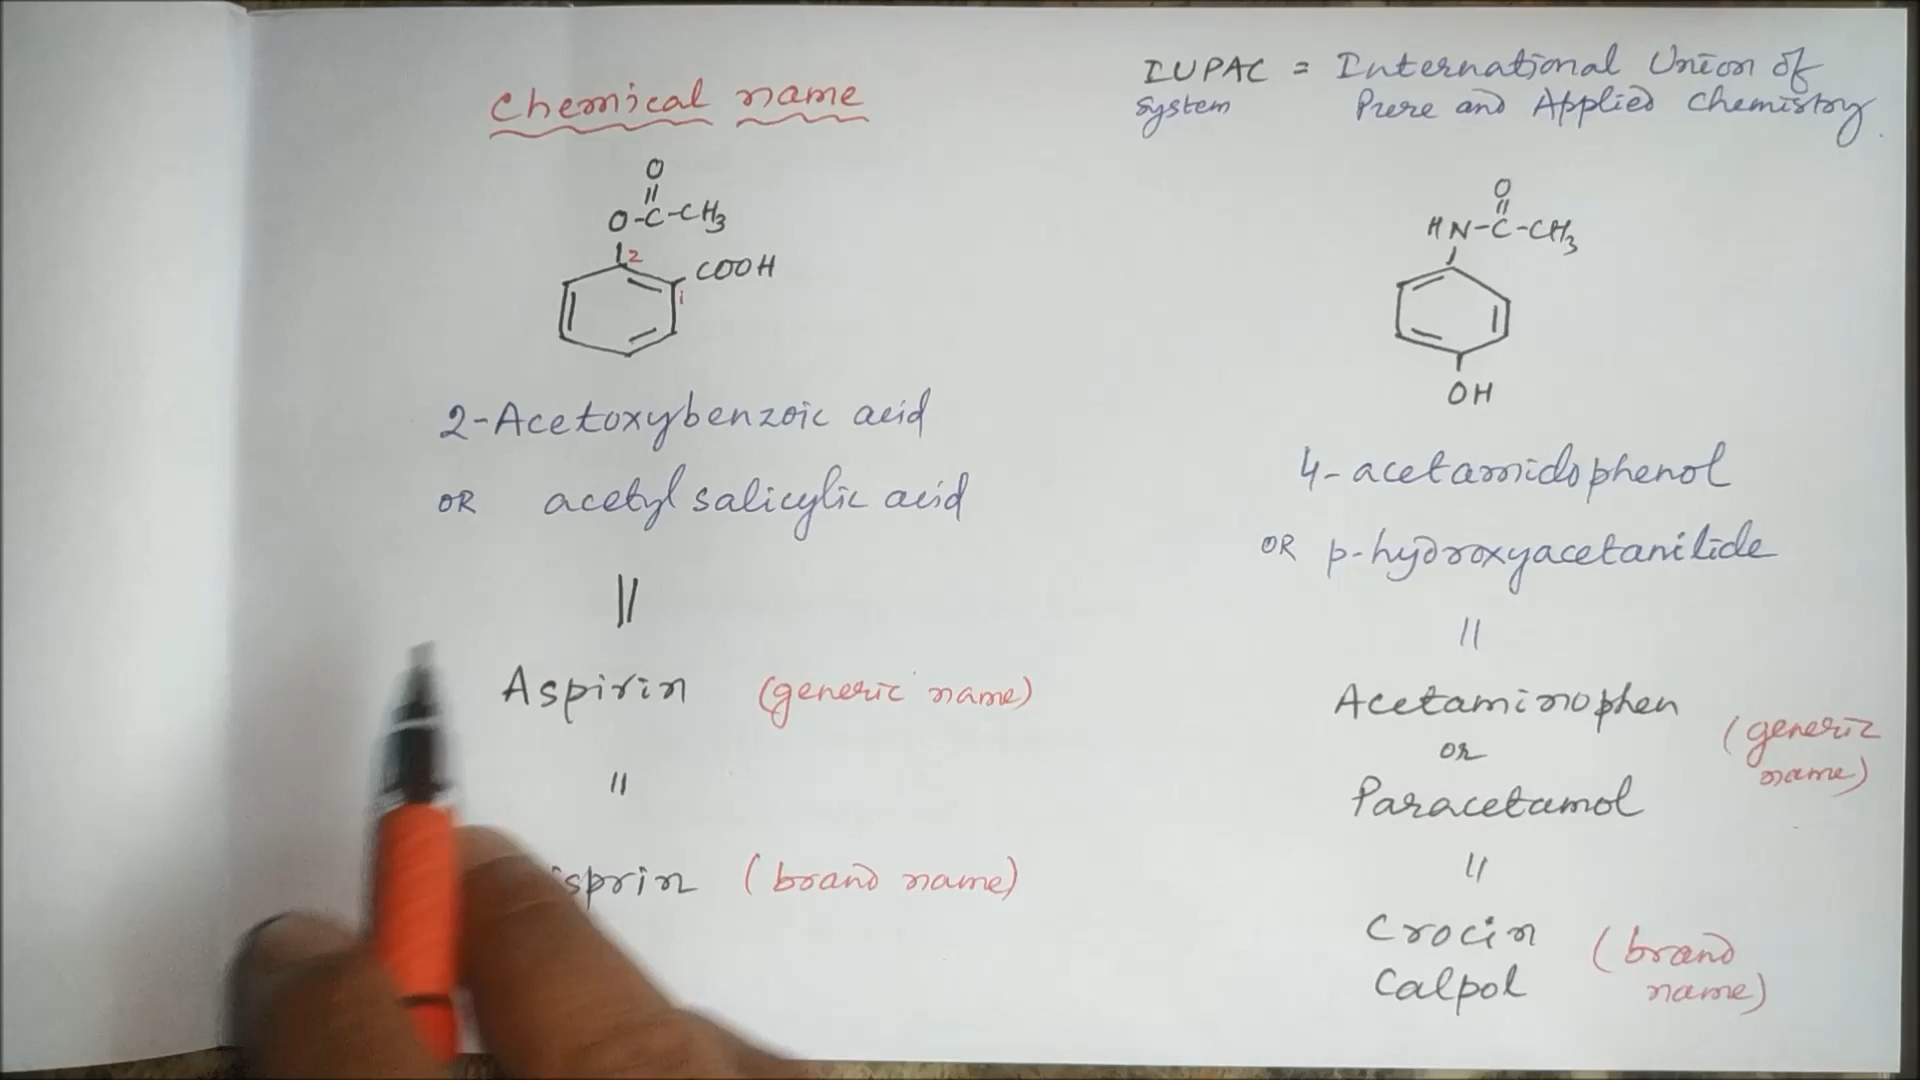 Chemical name
IUPAC = International Union of
system Pure and Applied Chemistry.
O
||
O-C-CH3
2
COOH
1
2-Acetoxybenzoic acid
OR acetyl salicylic acid
||
Aspirin (generic name)
||
isprin (brand name)
O
||
HN-C-CH3
OH
4-acetamidophenol
OR p-hydroxyacetanilide
||
Acetaminophen
or
Paracetamol
(generic
name)
||
Crocin
Calpol
(brand
name)